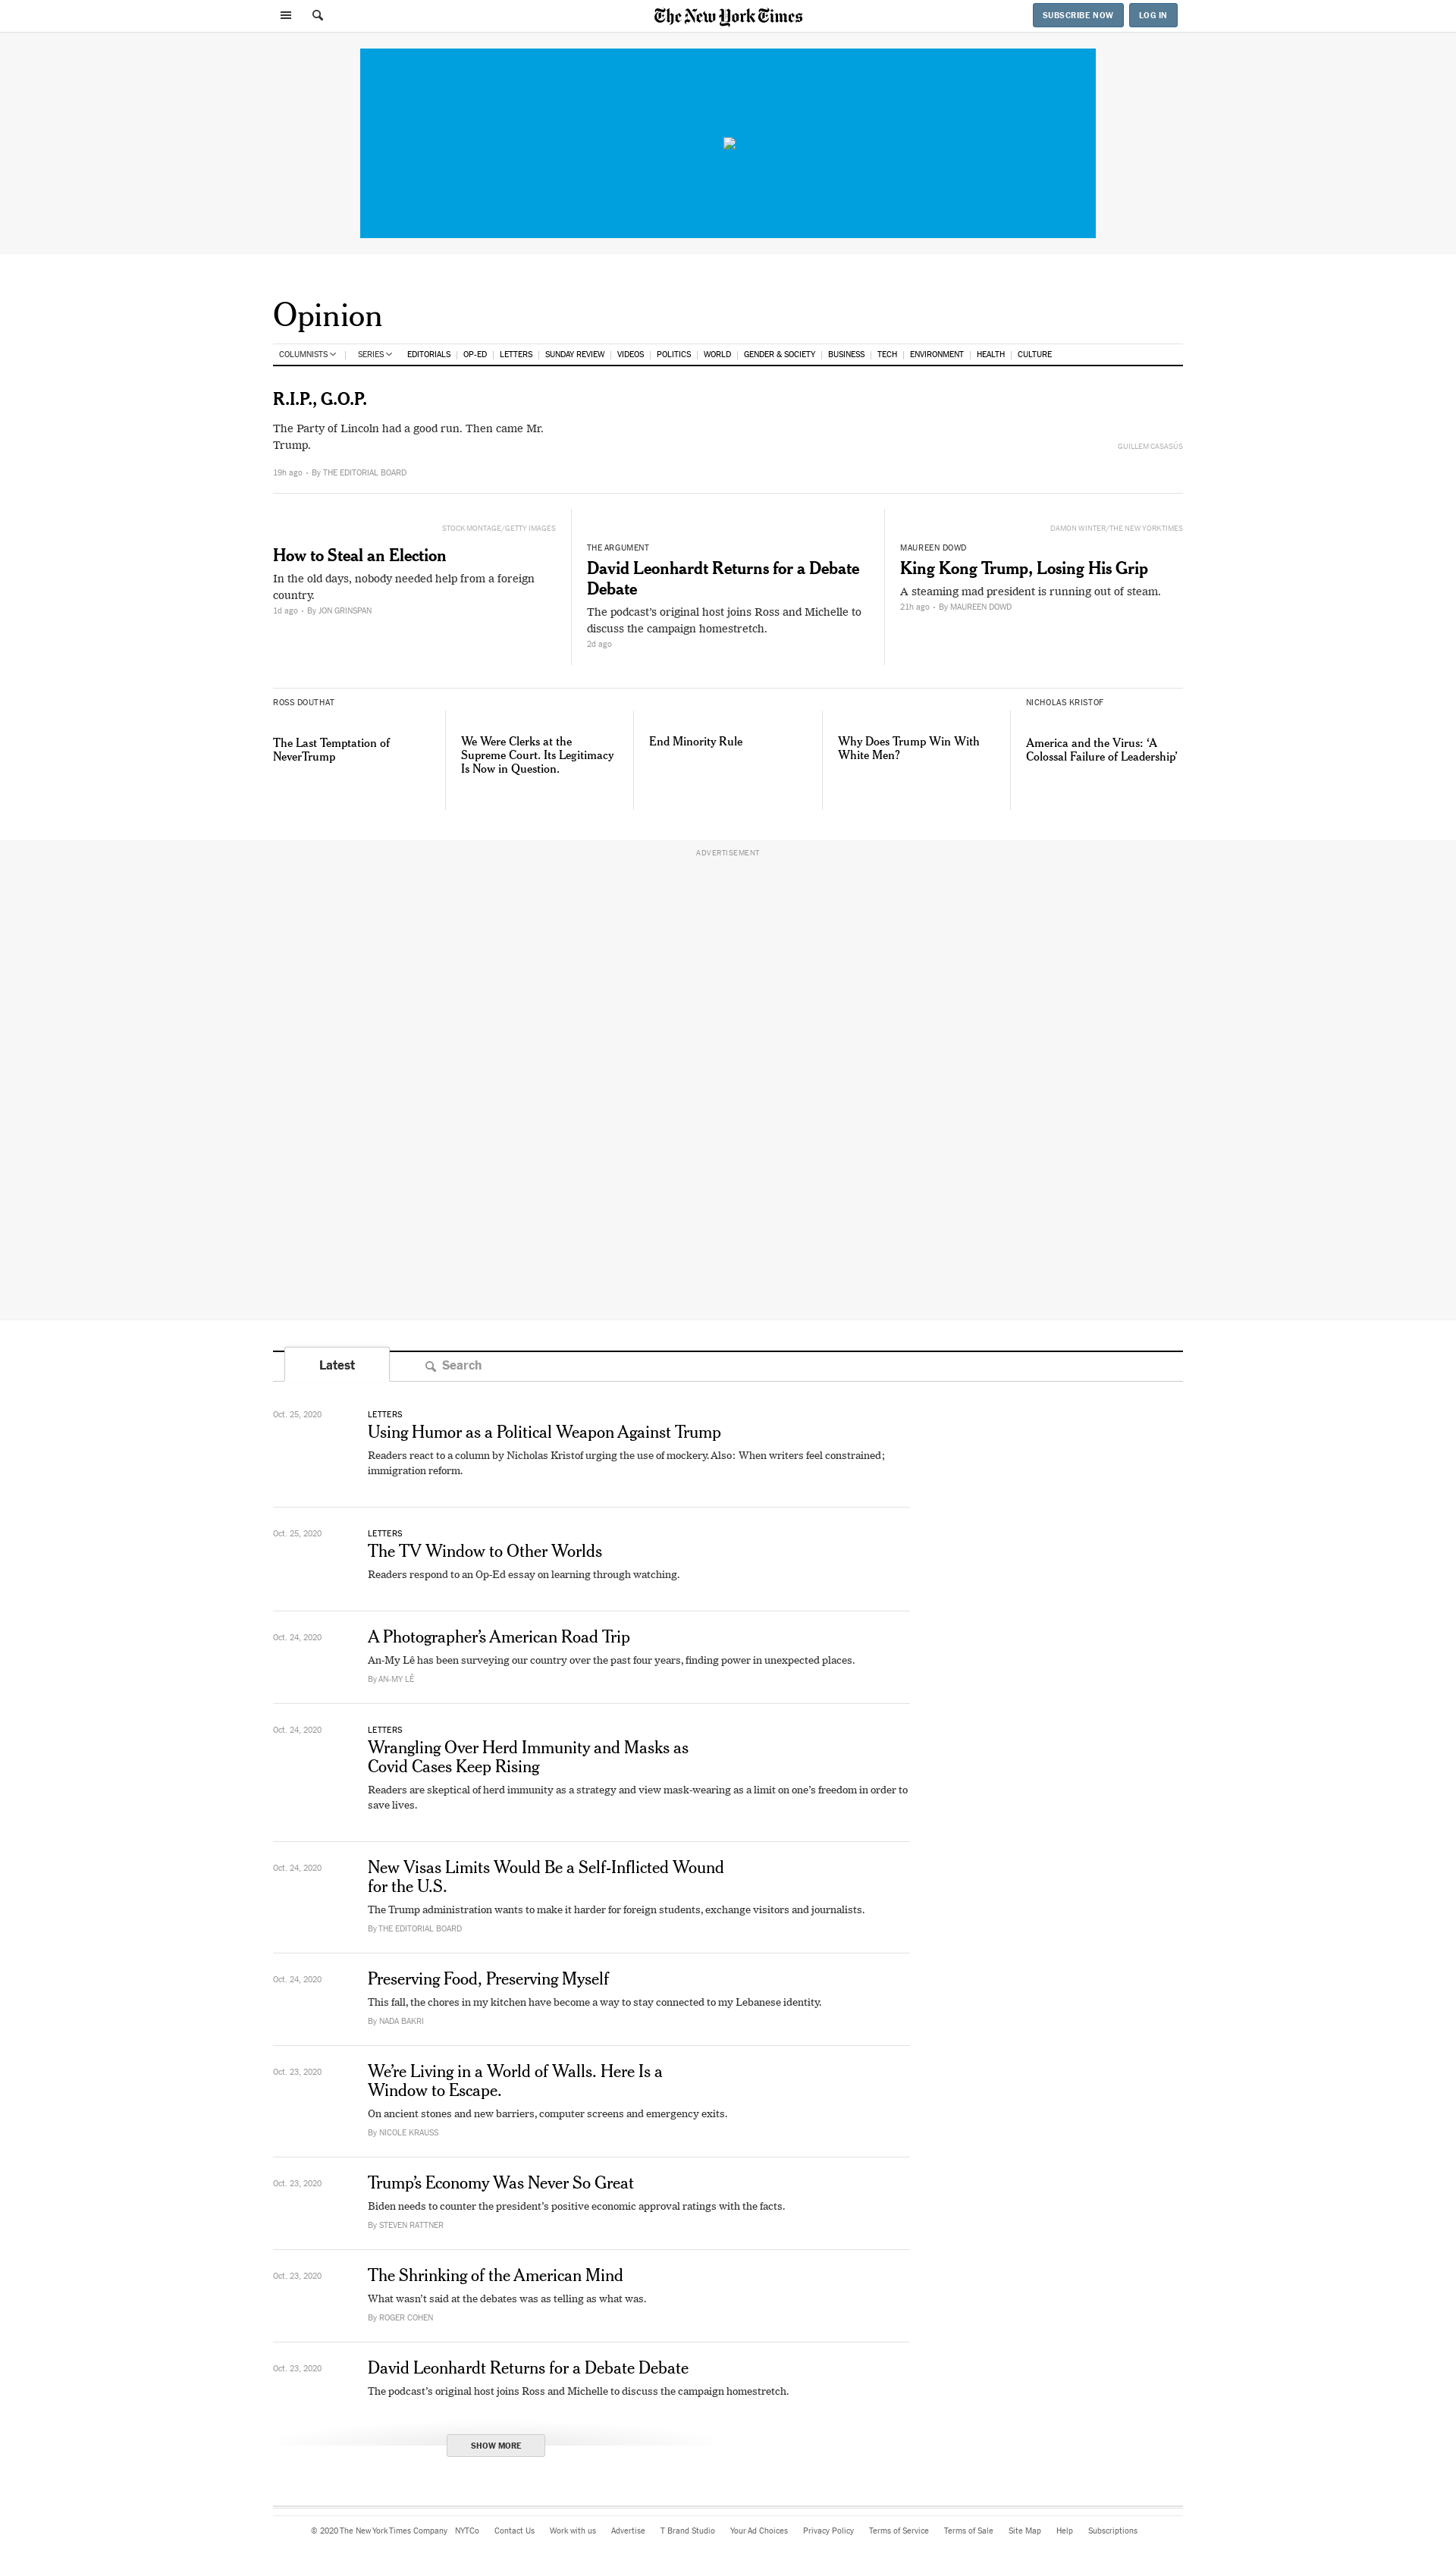 The New York Times
SUBSCRIBE NOW
LOG IN
Opinion
COLUMNISTS
SERIES
EDITORIALS
OP-ED
LETTERS
SUNDAY REVIEW
VIDEOS
POLITICS
WORLD
GENDER & SOCIETY
BUSINESS
TECH
ENVIRONMENT
HEALTH
CULTURE
R.I.P., G.O.P.
The Party of Lincoln had a good run. Then came Mr.
Trump.
19h ago • By THE EDITORIAL BOARD
GUILLEM CASASÚS
STOCK MONTAGE/GETTY IMAGES
How to Steal an Election
In the old days, nobody needed help from a foreign
country.
1d ago • By JON GRINSPAN
THE ARGUMENT
David Leonhardt Returns for a Debate
Debate
The podcast’s original host joins Ross and Michelle to
discuss the campaign homestretch.
2d ago
DAMON WINTER/THE NEW YORK TIMES
MAUREEN DOWD
King Kong Trump, Losing His Grip
A steaming mad president is running out of steam.
21h ago • By MAUREEN DOWD
ROSS DOUTHAT
The Last Temptation of
NeverTrump
We Were Clerks at the
Supreme Court. Its Legitimacy
Is Now in Question.
End Minority Rule
Why Does Trump Win With
White Men?
NICHOLAS KRISTOF
America and the Virus: ‘A
Colossal Failure of Leadership’
ADVERTISEMENT
Latest
Search
Oct. 25, 2020
LETTERS
Using Humor as a Political Weapon Against Trump
Readers react to a column by Nicholas Kristof urging the use of mockery. Also: When writers feel constrained;
immigration reform.
Oct. 25, 2020
LETTERS
The TV Window to Other Worlds
Readers respond to an Op-Ed essay on learning through watching.
Oct. 24, 2020
A Photographer’s American Road Trip
An-My Lê has been surveying our country over the past four years, finding power in unexpected places.
By AN-MY LÊ
Oct. 24, 2020
LETTERS
Wrangling Over Herd Immunity and Masks as
Covid Cases Keep Rising
Readers are skeptical of herd immunity as a strategy and view mask-wearing as a limit on one’s freedom in order to
save lives.
Oct. 24, 2020
New Visas Limits Would Be a Self-Inflicted Wound
for the U.S.
The Trump administration wants to make it harder for foreign students, exchange visitors and journalists.
By THE EDITORIAL BOARD
Oct. 24, 2020
Preserving Food, Preserving Myself
This fall, the chores in my kitchen have become a way to stay connected to my Lebanese identity.
By NADA BAKRI
Oct. 23, 2020
We’re Living in a World of Walls. Here Is a
Window to Escape.
On ancient stones and new barriers, computer screens and emergency exits.
By NICOLE KRAUSS
Oct. 23, 2020
Trump’s Economy Was Never So Great
Biden needs to counter the president’s positive economic approval ratings with the facts.
By STEVEN RATTNER
Oct. 23, 2020
The Shrinking of the American Mind
What wasn’t said at the debates was as telling as what was.
By ROGER COHEN
Oct. 23, 2020
David Leonhardt Returns for a Debate Debate
The podcast’s original host joins Ross and Michelle to discuss the campaign homestretch.
SHOW MORE
© 2020 The New York Times Company
NYTCo
Contact Us
Work with us
Advertise
T Brand Studio
Your Ad Choices
Privacy Policy
Terms of Service
Terms of Sale
Site Map
Help
Subscriptions